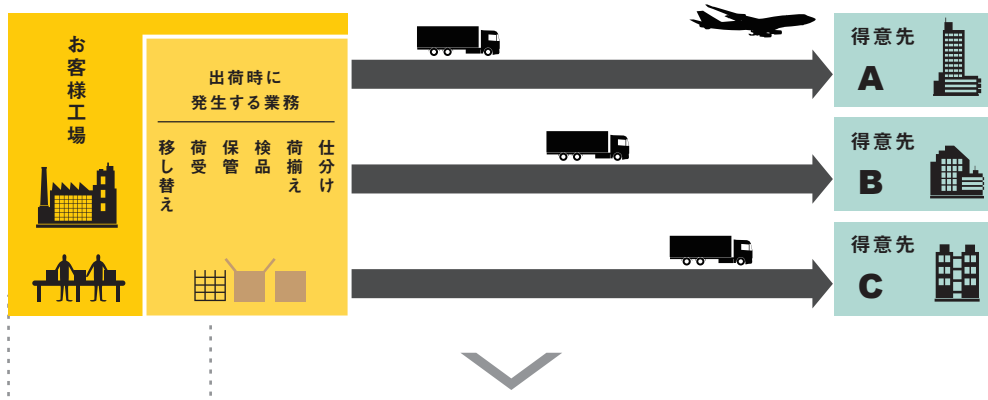 お客様工場
出荷時に
発生する業務
移し替え
荷受
保管
検品
荷揃え
仕分け
得意先
A
得意先
B
得意先
C